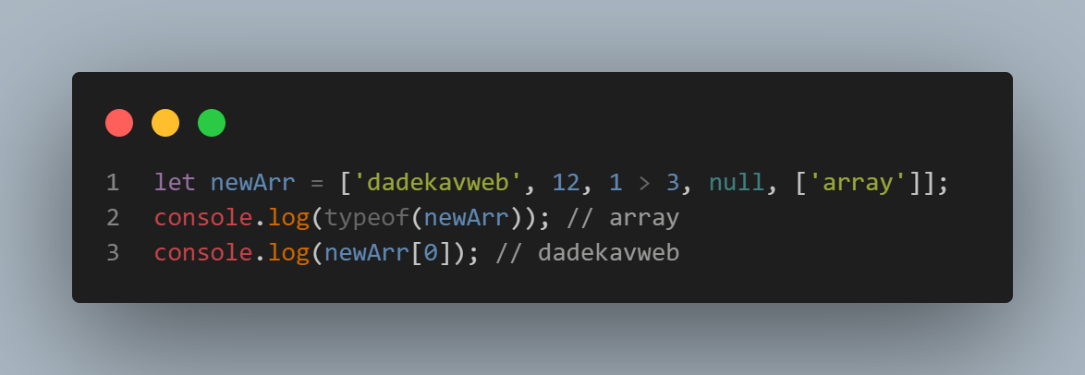 1 let newArr = ['dadekavweb', 12, 1 > 3, null, ['array']];
2 console.log(typeof(newArr)); // array
3 console.log(newArr[0]); // dadekavweb